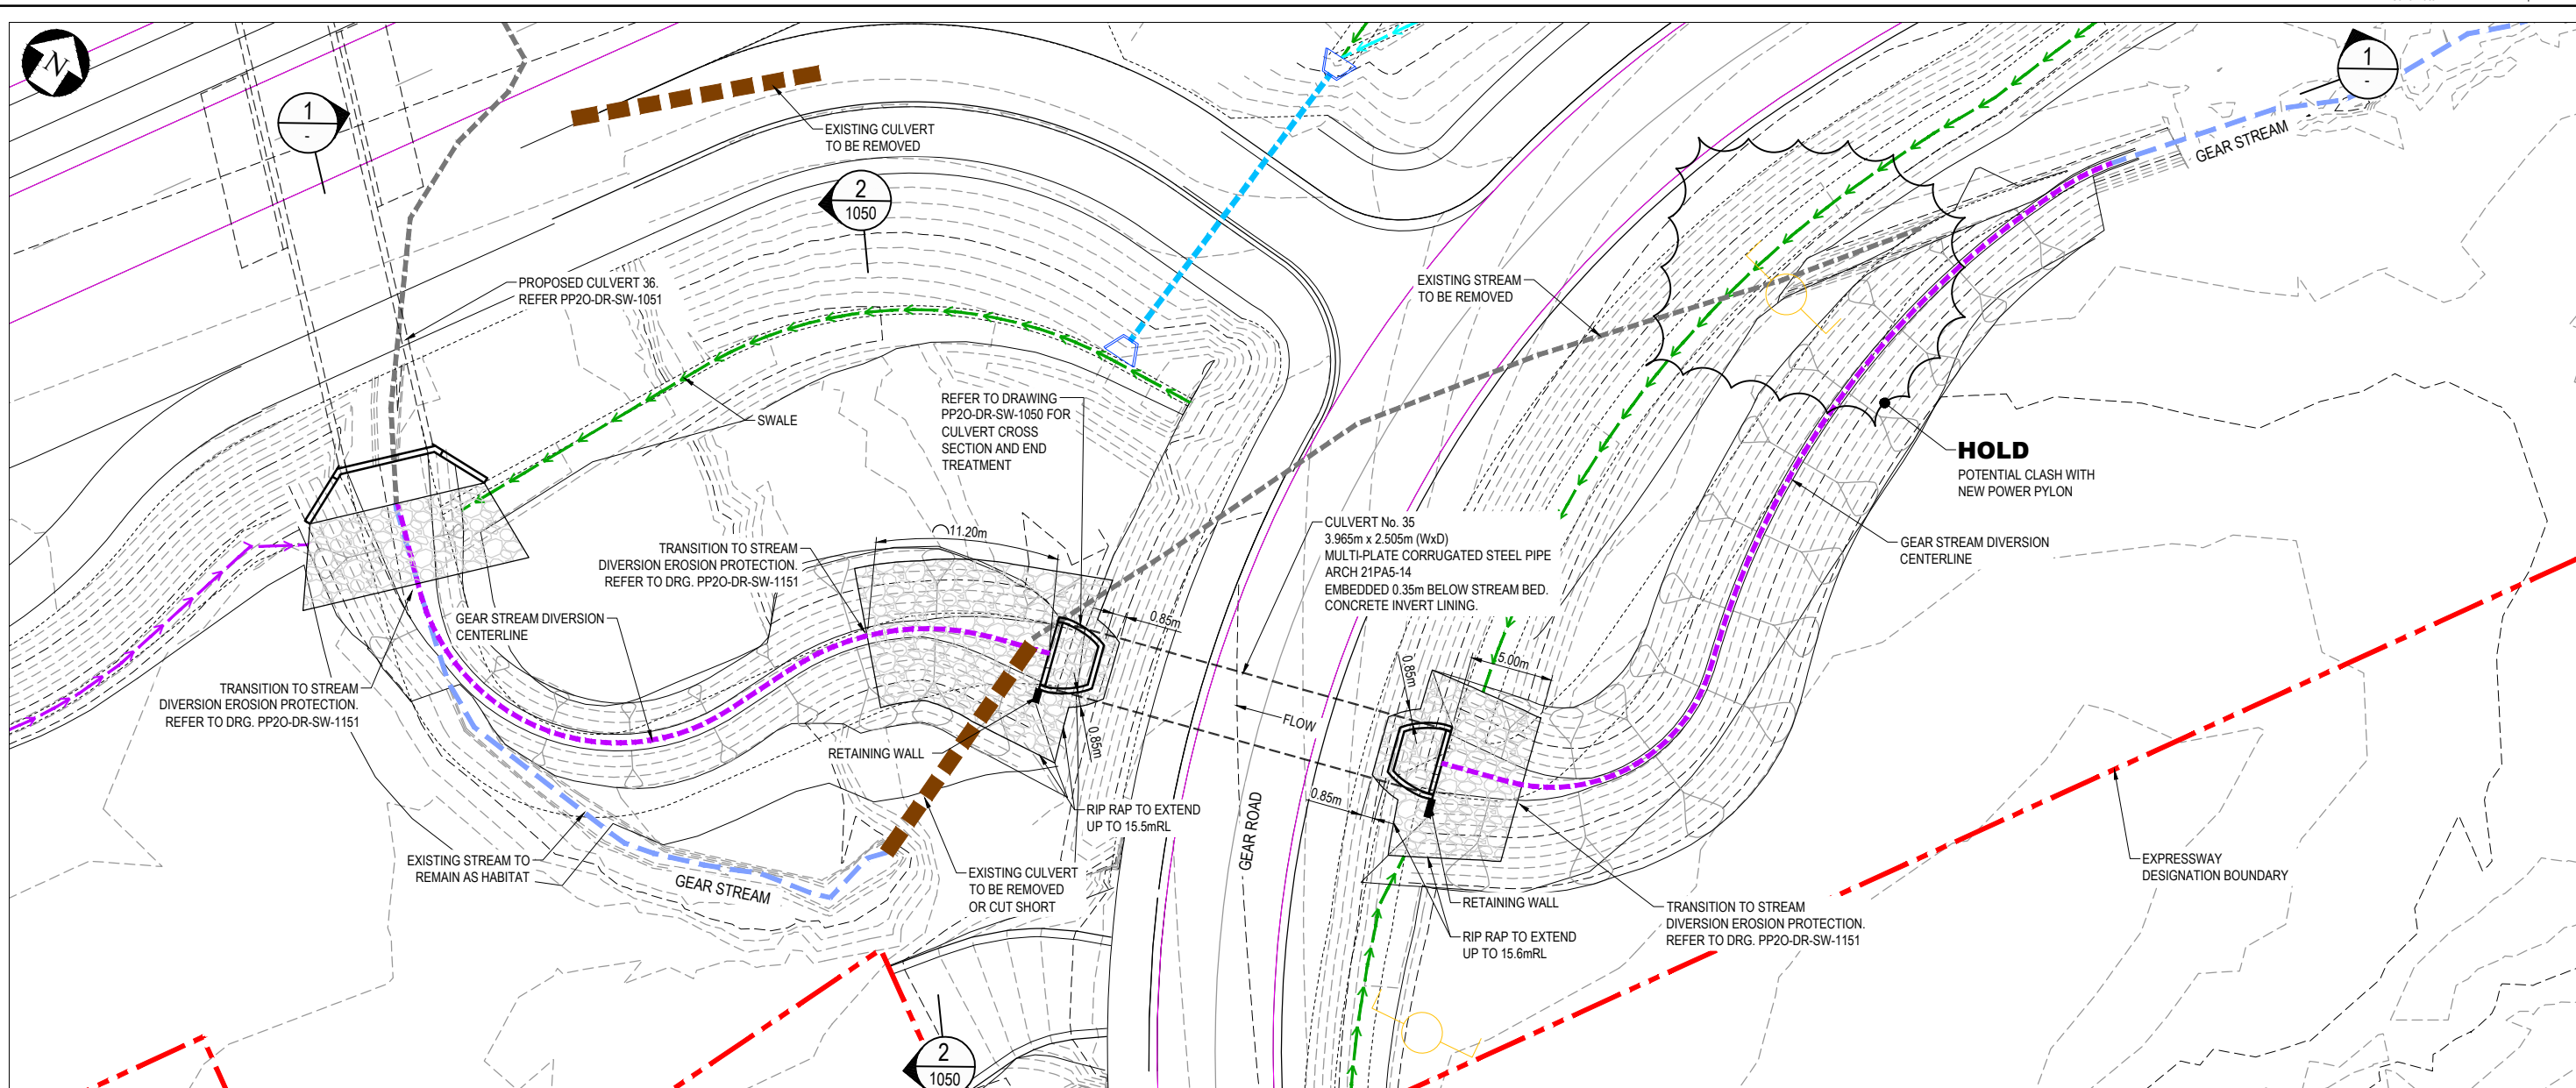 N
1
-
EXISTING CULVERT
TO BE REMOVED
2
1050
1
-
GEAR STREAM
PROPOSED CULVERT 36.
REFER PP2O-DR-SW-1051
EXISTING STREAM
TO BE REMOVED
SWALE
REFER TO DRAWING
PP2O-DR-SW-1050 FOR
CULVERT CROSS
SECTION AND END
TREATMENT
HOLD
POTENTIAL CLASH WITH
NEW POWER PYLON
11.20m
TRANSITION TO STREAM
DIVERSION EROSION PROTECTION.
REFER TO DRG. PP2O-DR-SW-1151
CULVERT No. 35
3.965m x 2.505m (WxD)
MULTI-PLATE CORRUGATED STEEL PIPE
ARCH 21PA5-14
EMBEDDED 0.35m BELOW STREAM BED.
CONCRETE INVERT LINING.
GEAR STREAM DIVERSION
CENTERLINE
GEAR STREAM DIVERSION
CENTERLINE
0.85m
0.85m
5.00m
TRANSITION TO STREAM
DIVERSION EROSION PROTECTION.
REFER TO DRG. PP2O-DR-SW-1151
FLOW
RETAINING WALL
0.85m
0.85m
RIP RAP TO EXTEND
UP TO 15.5mRL
GEAR ROAD
EXISTING STREAM TO
REMAIN AS HABITAT
GEAR STREAM
EXISTING CULVERT
TO BE REMOVED
OR CUT SHORT
EXPRESSWAY
DESIGNATION BOUNDARY
RETAINING WALL
TRANSITION TO STREAM
DIVERSION EROSION PROTECTION.
REFER TO DRG. PP2O-DR-SW-1151
RIP RAP TO EXTEND
UP TO 15.6mRL
2
1050